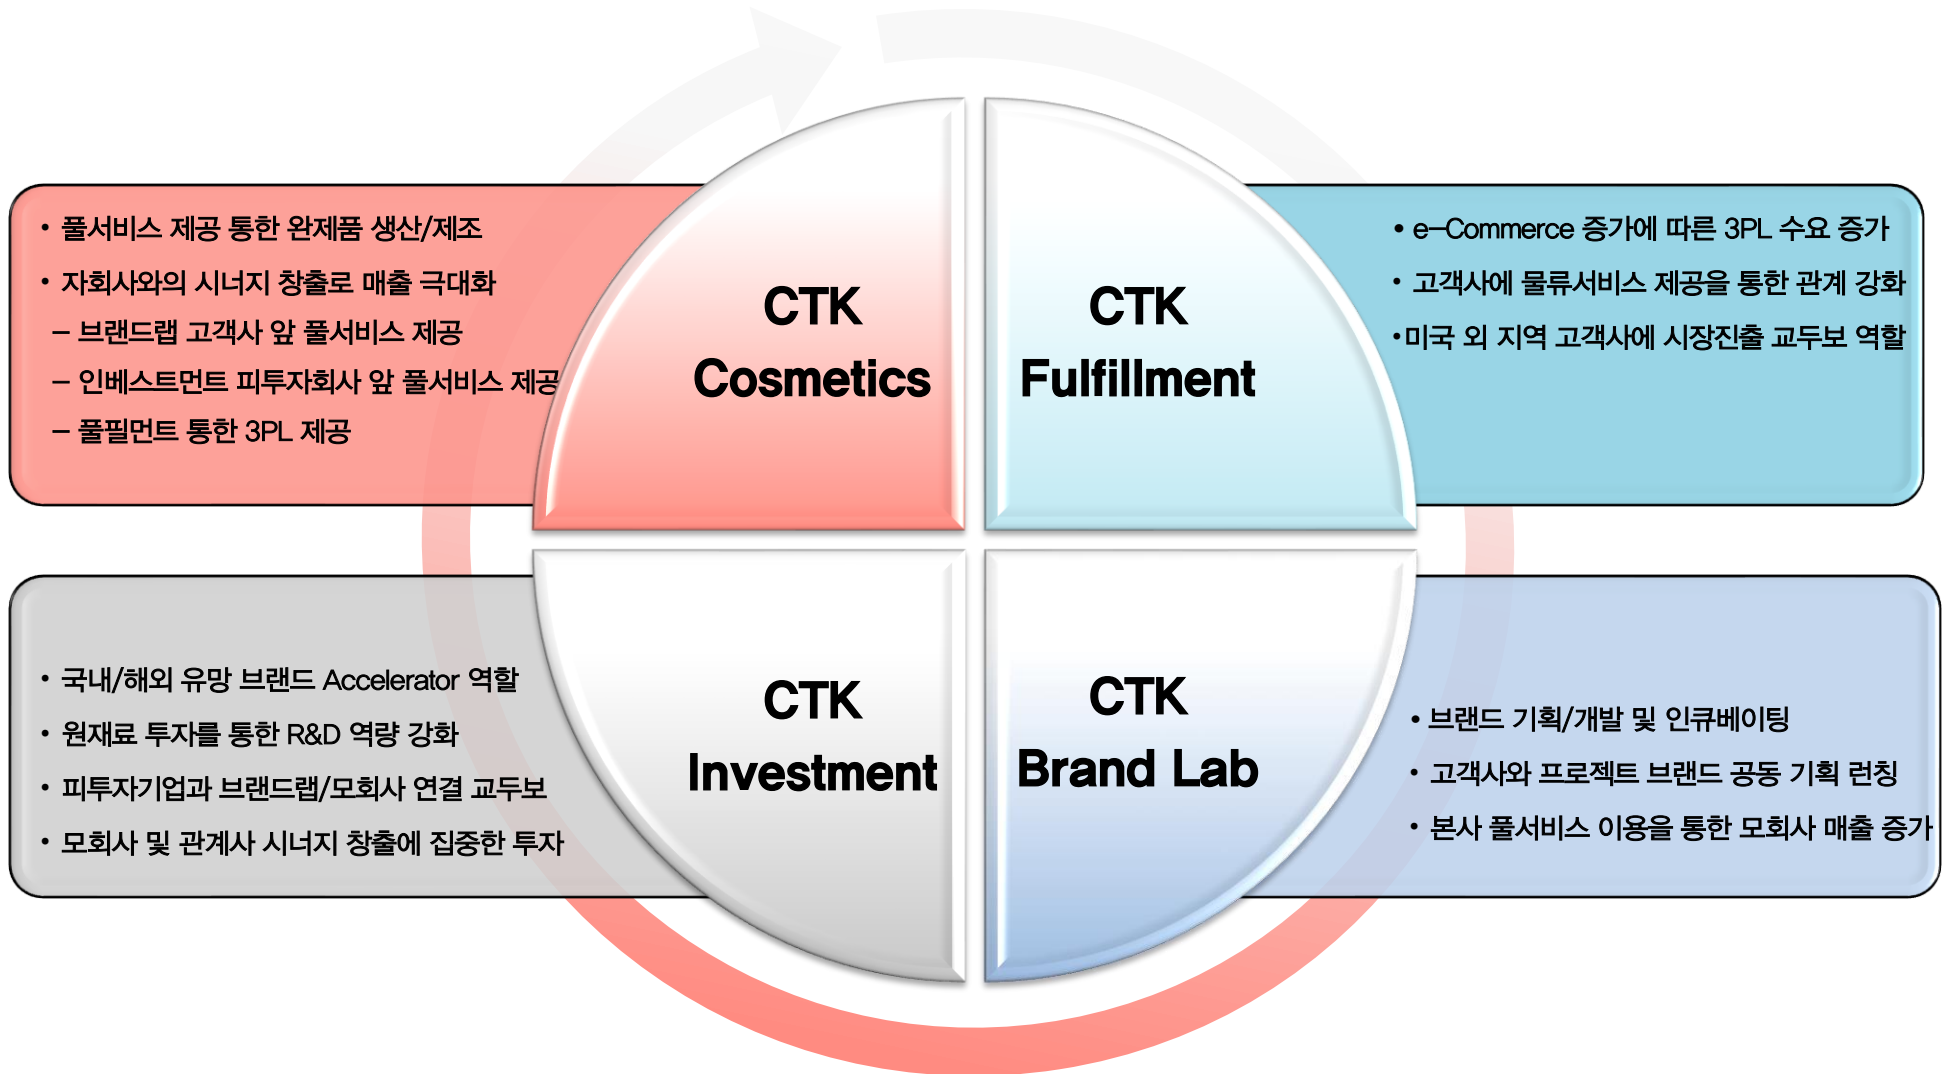 • 풀서비스 제공 통한 완제품 생산/제조
• 자회사와의 시너지 창출로 매출 극대화
– 브랜드랩 고객사 앞 풀서비스 제공
– 인베스트먼트 피투자회사 앞 풀서비스 제공
– 풀필먼트 통한 3PL 제공
CTK
Cosmetics
CTK
Fulfillment
• e-Commerce 증가에 따른 3PL 수요 증가
• 고객사에 물류서비스 제공을 통한 관계 강화
•미국 외 지역 고객사에 시장진출 교두보 역할
• 국내/해외 유망 브랜드 Accelerator 역할
• 원재료 투자를 통한 R&D 역량 강화
• 피투자기업과 브랜드랩/모회사 연결 교두보
• 모회사 및 관계사 시너지 창출에 집중한 투자
CTK
Investment
CTK
Brand Lab
• 브랜드 기획/개발 및 인큐베이팅
• 고객사와 프로젝트 브랜드 공동 기획 런칭
• 본사 풀서비스 이용을 통한 모회사 매출 증가